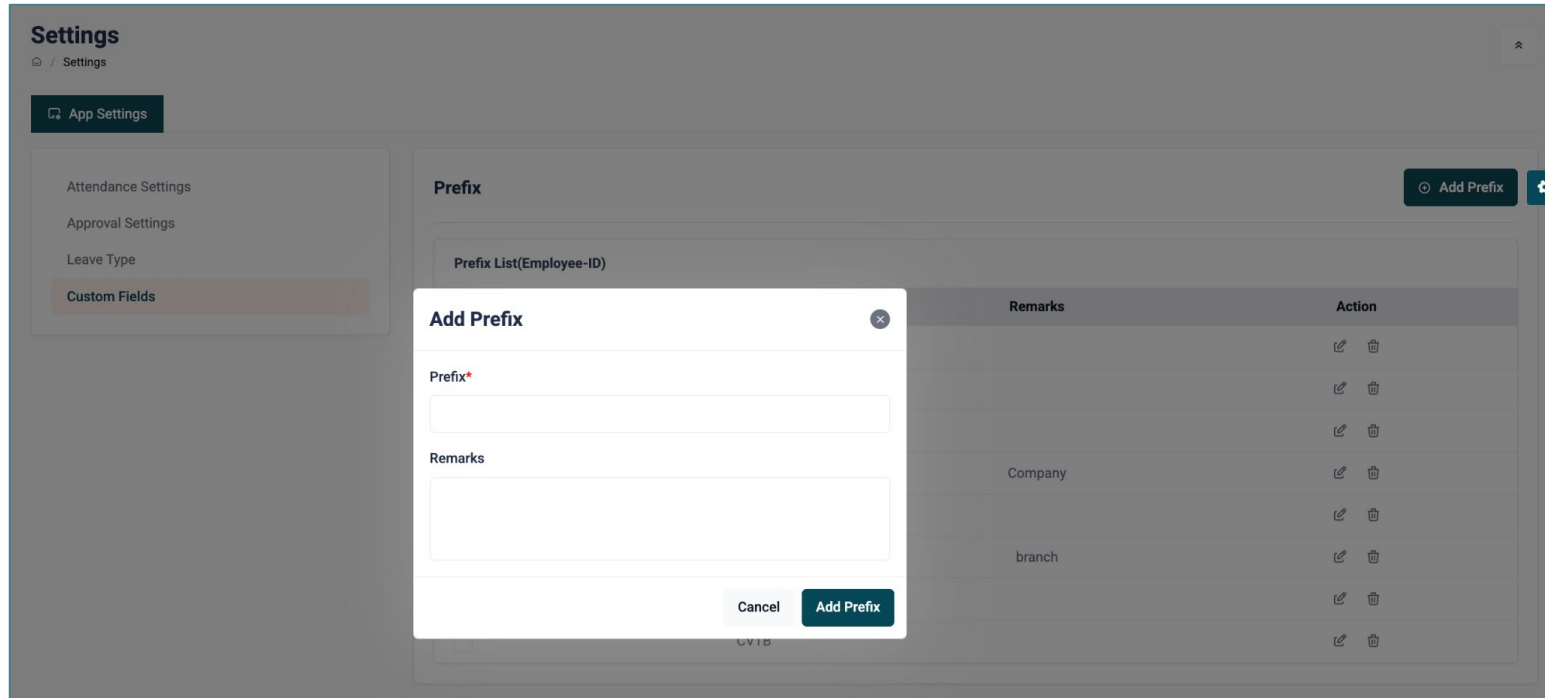 Settings
/ Settings
App Settings
Attendance Settings
Approval Settings
Leave Type
Custom Fields
Prefix
Add Prefix
Prefix List(Employee-ID)
Remarks Action
Company
branch
CVTB
Add Prefix
Prefix*
Remarks
Cancel Add Prefix